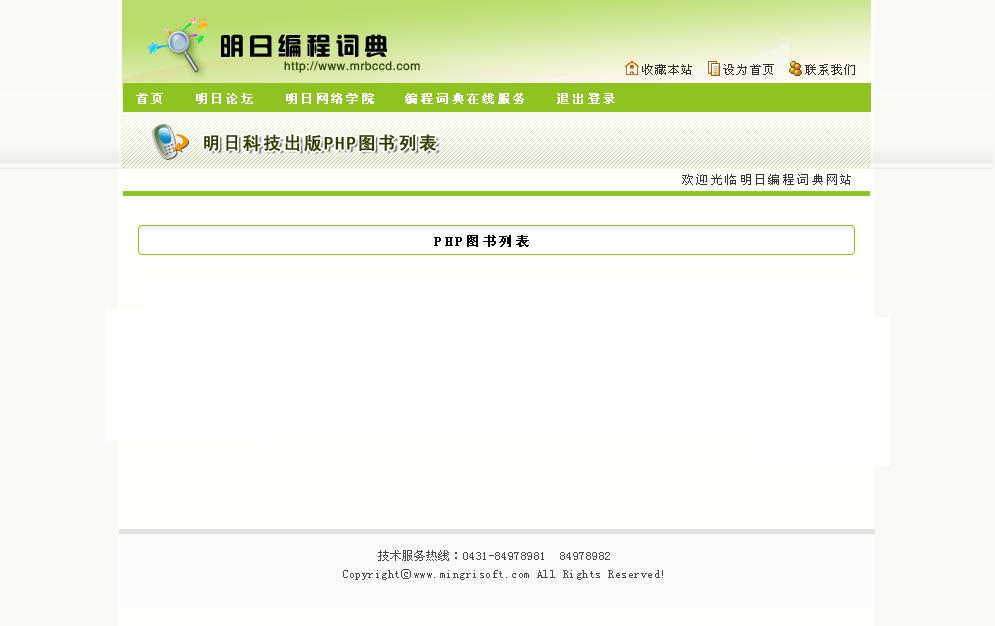 明日编程词典
http://www.mrbccd.com
收藏本站 设为首页 联系我们
首页 明日论坛 明日网络学院 编程词典在线服务 退出登录
明日科技出版PHP图书列表
欢迎光临明日编程词典网站
PHP图书列表
技术服务热线：0431-84978981 84978982
Copyright©www.mingrisoft.com All Rights Reserved!